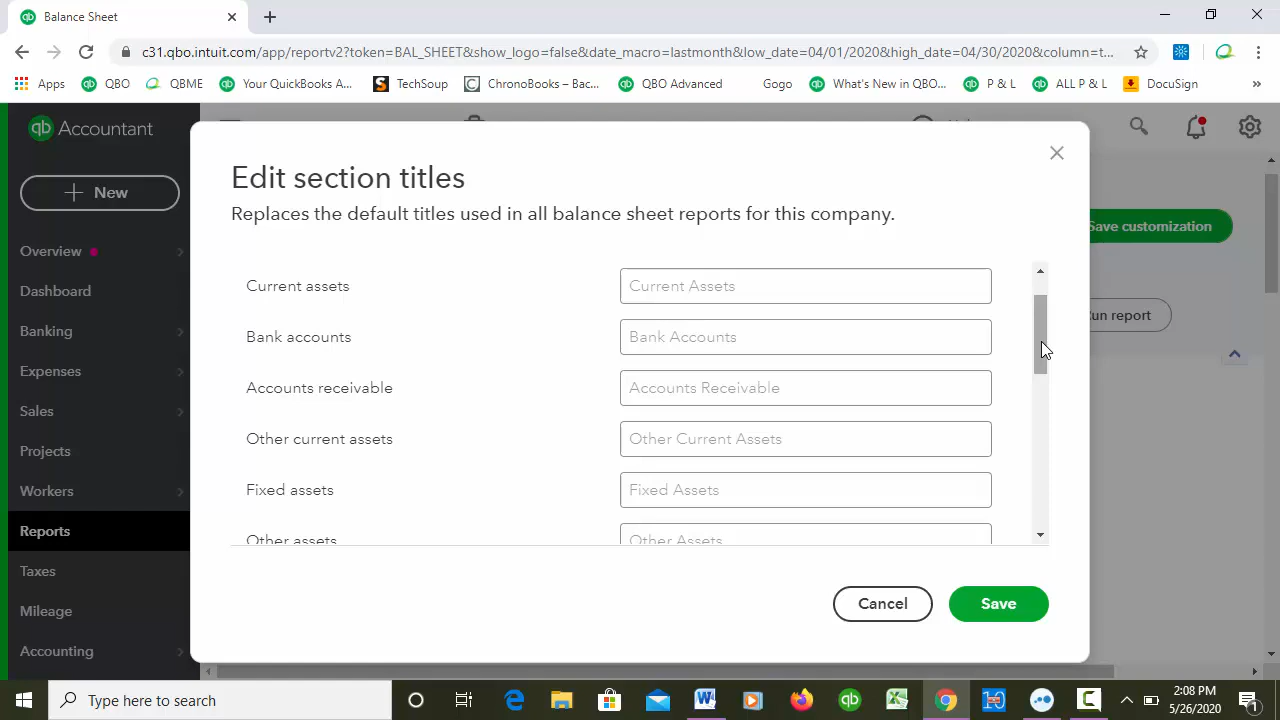 Balance Sheet
c31.qbo.intuit.com/app/reportv2?token=BAL_SHEET&show_logo=false&date_macro=lastmonth&low_date=04/01/2020&high_date=04/30/2020&column=t...
Apps QBO QBME Your QuickBooks A... TechSoup ChronoBooks – Bac... QBO Advanced Gogo What's New in QBO... P & L ALL P & L DocuSign »
qb Accountant
New
Overview
Dashboard
Banking
Expenses
Sales
Projects
Workers
Reports
Taxes
Mileage
Accounting
Edit section titles
Replaces the default titles used in all balance sheet reports for this company.
Save customization
Current assets Current Assets
un report
Bank accounts Bank Accounts
Accounts receivable Accounts Receivable
Other current assets Other Current Assets
Fixed assets Fixed Assets
Other assets Other Assets
Cancel Save
Type here to search
2:08 PM
5/26/2020
1